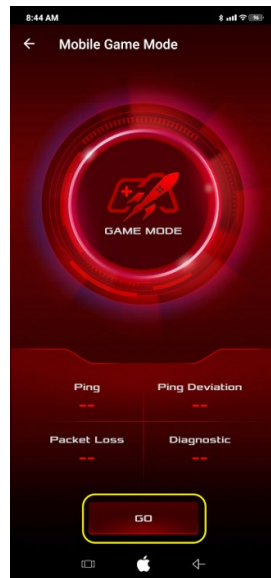 8:44 AM
Mobile Game Mode
GAME MODE
Ping
Ping Deviation
--
--
Packet Loss
Diagnostic
--
--
GO